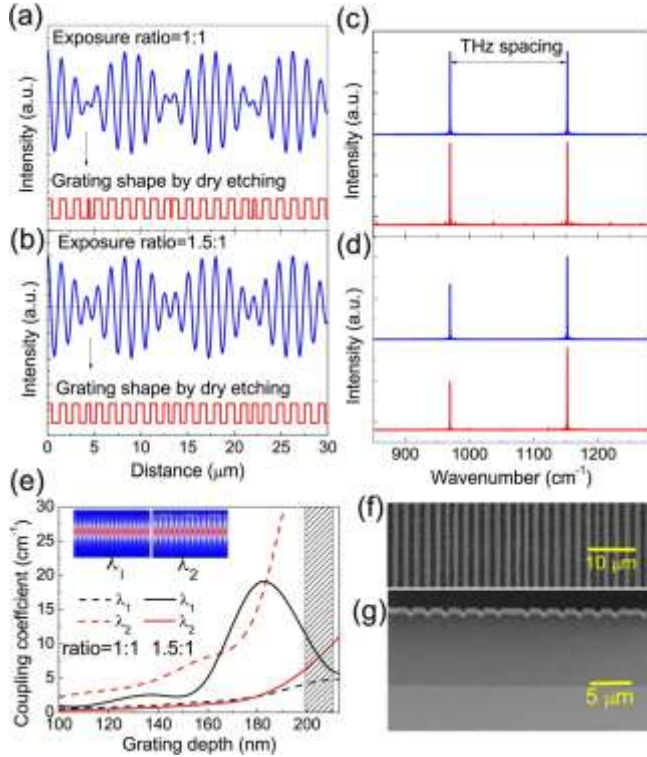 (a)
Exposure ratio=1:1
Intensity (a.u.)
Grating shape by dry etching
(b)
Exposure ratio=1.5:1
Intensity (a.u.)
Grating shape by dry etching
0 5 10 15 20 25 30
Distance (μm)
(c)
THz spacing
Intensity (a.u.)
(d)
Intensity (a.u.)
900 1000 1100 1200
Wavenumber (cm⁻¹)
(e)
Coupling coeffcient (cm⁻¹)
30
25
20
15
10
5
0
λ₁ λ₂
λ₁ λ₁
λ₂ λ₂
ratio=1:1 1.5:1
100 120 140 160 180 200
Grating depth (nm)
(f)
10 μm
(g)
5 μm